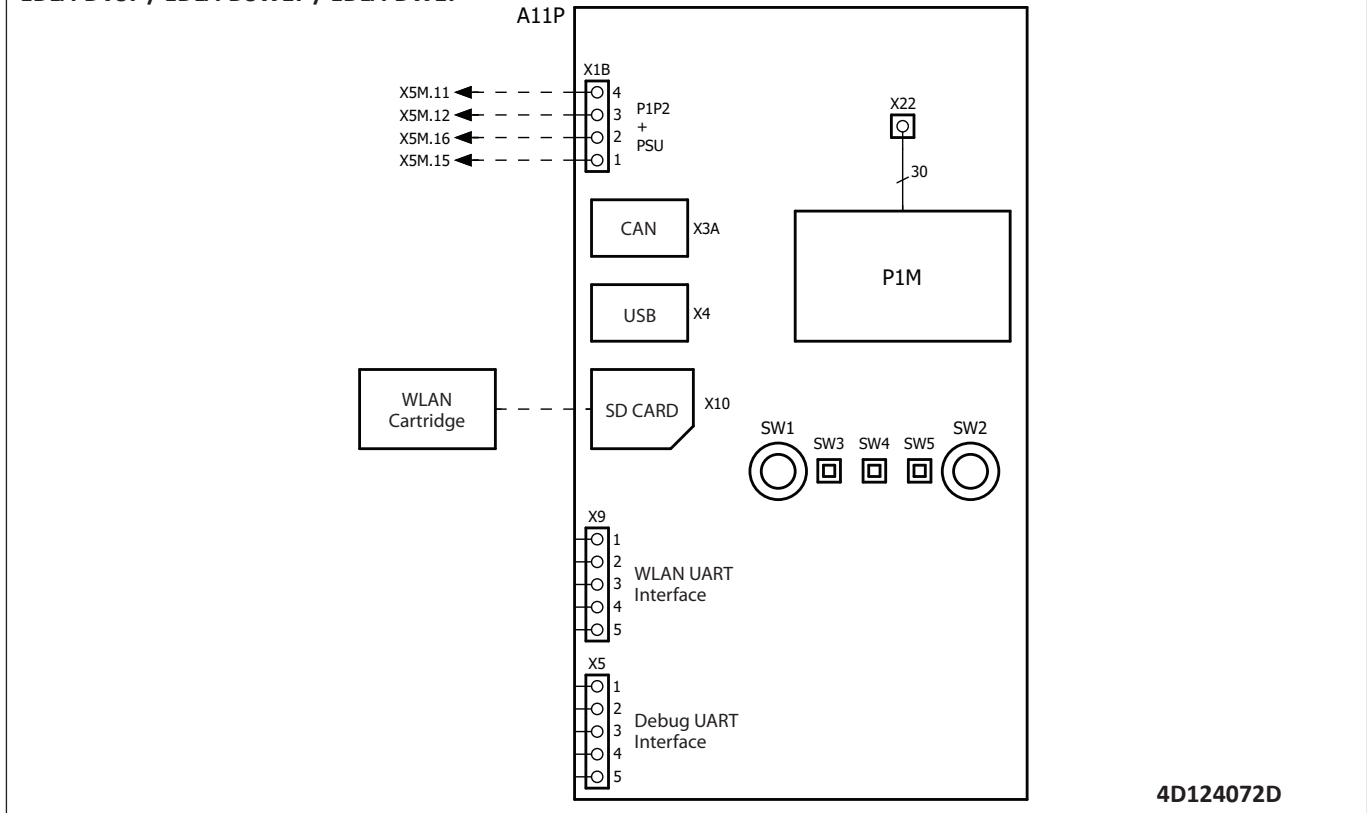 A11P
X1B
X5M.11
4
X5M.12
3
P1P2
+
PSU
X5M.16
2
X5M.15
1
X22
30
CAN
X3A
P1M
USB
X4
WLAN
Cartridge
SD CARD
X10
SW1
SW3
SW4
SW5
SW2
X9
1
2
3
4
5
WLAN UART
Interface
X5
1
2
3
4
5
Debug UART
Interface
4D124072D